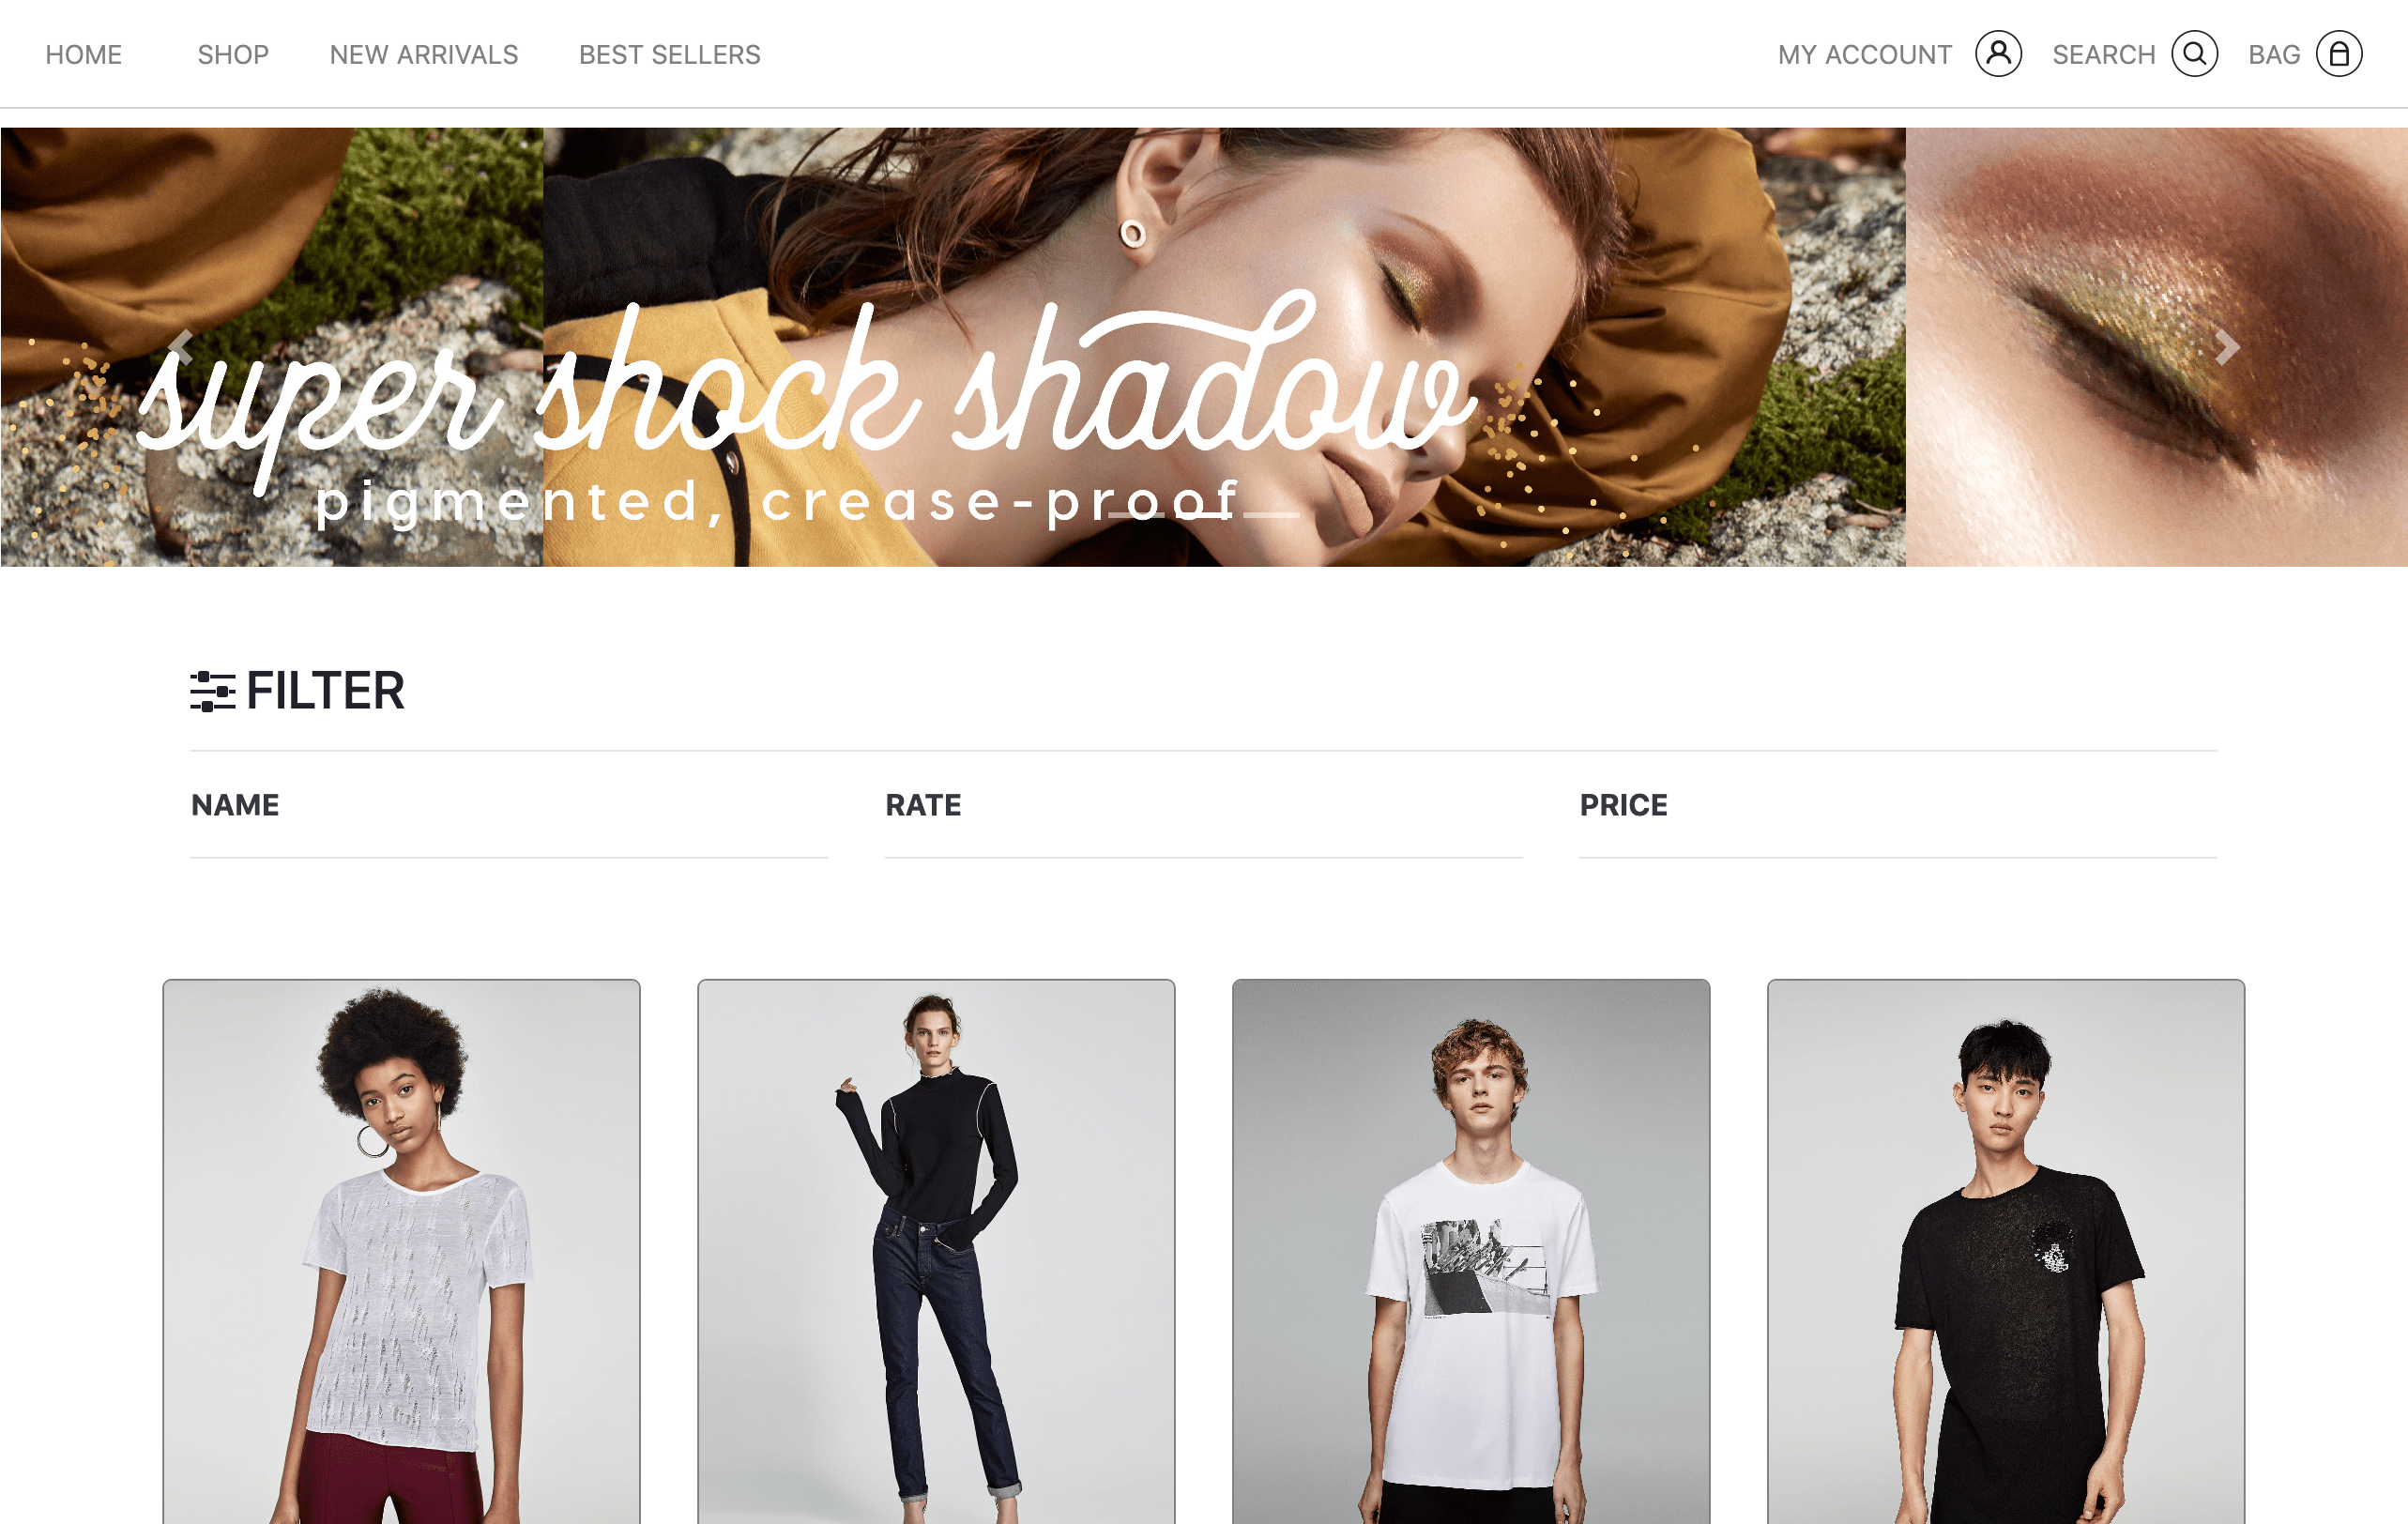 HOME SHOP NEW ARRIVALS BEST SELLERS MY ACCOUNT SEARCH BAG
super shock shadow
pigmented, crease-proof
FILTER
NAME RATE PRICE